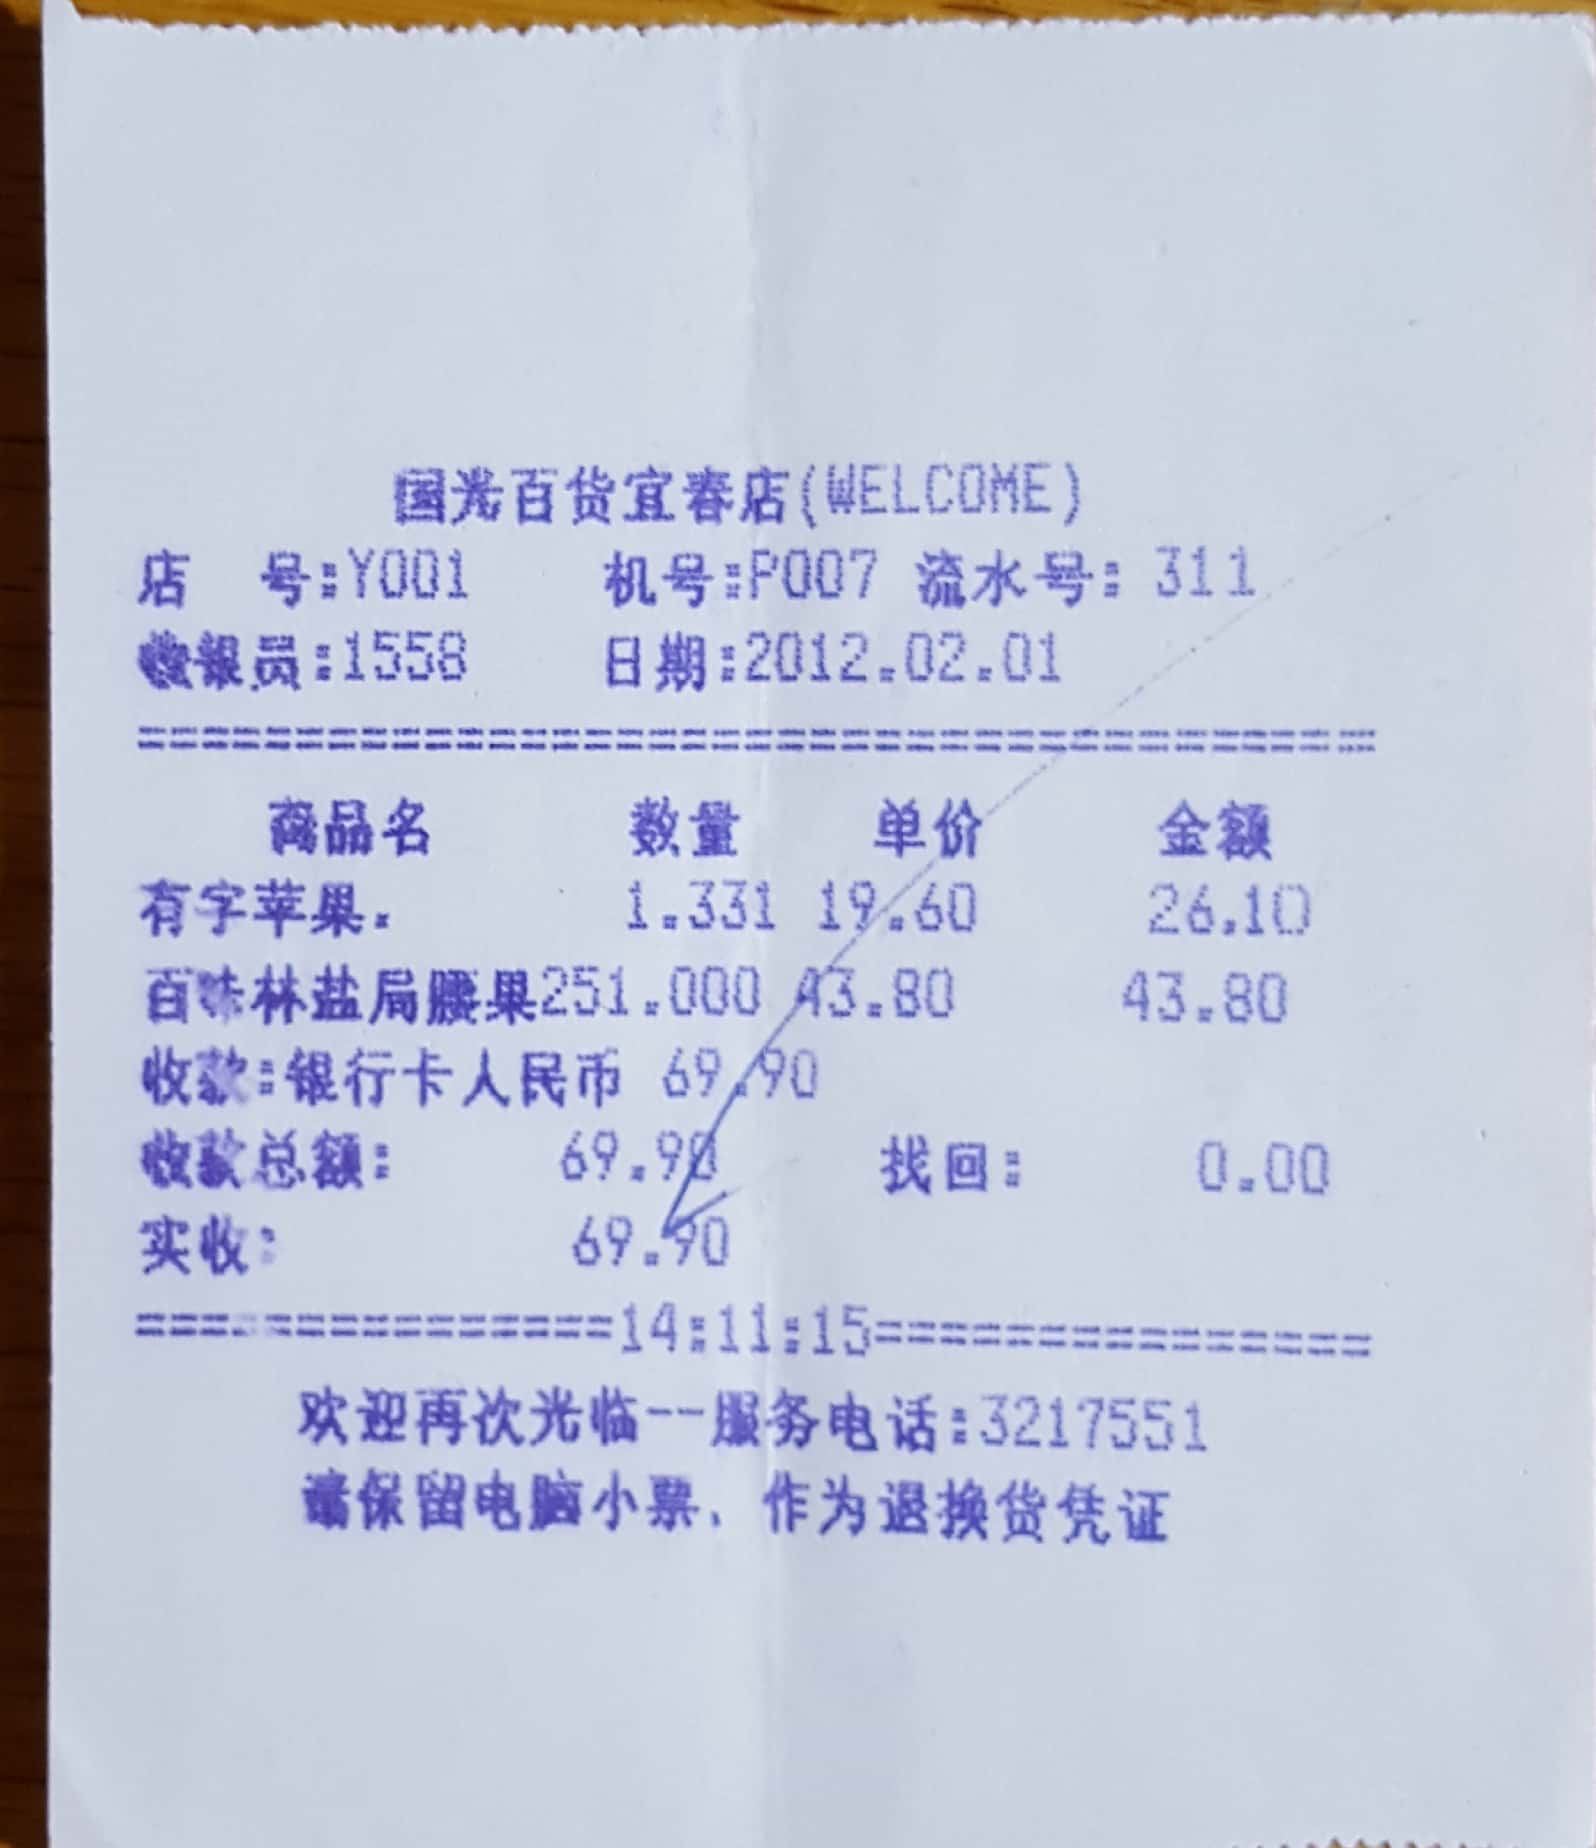 国光百货宜春店(WELCOME)
店 号:Y001 机号:P007 流水号: 311
收银员:1558 日期:2012.02.01
=======================================
商品名 数量 单价 金额
有字苹果. 1.331 19.60 26.10
百味林盐局腰果251.000 43.80 43.80
收款:银行卡人民币 69.90
收款总额: 69.90 找回: 0.00
实收: 69.90
===============14:11:15===============
欢迎再次光临--服务电话:3217551
请保留电脑小票、作为退换货凭证